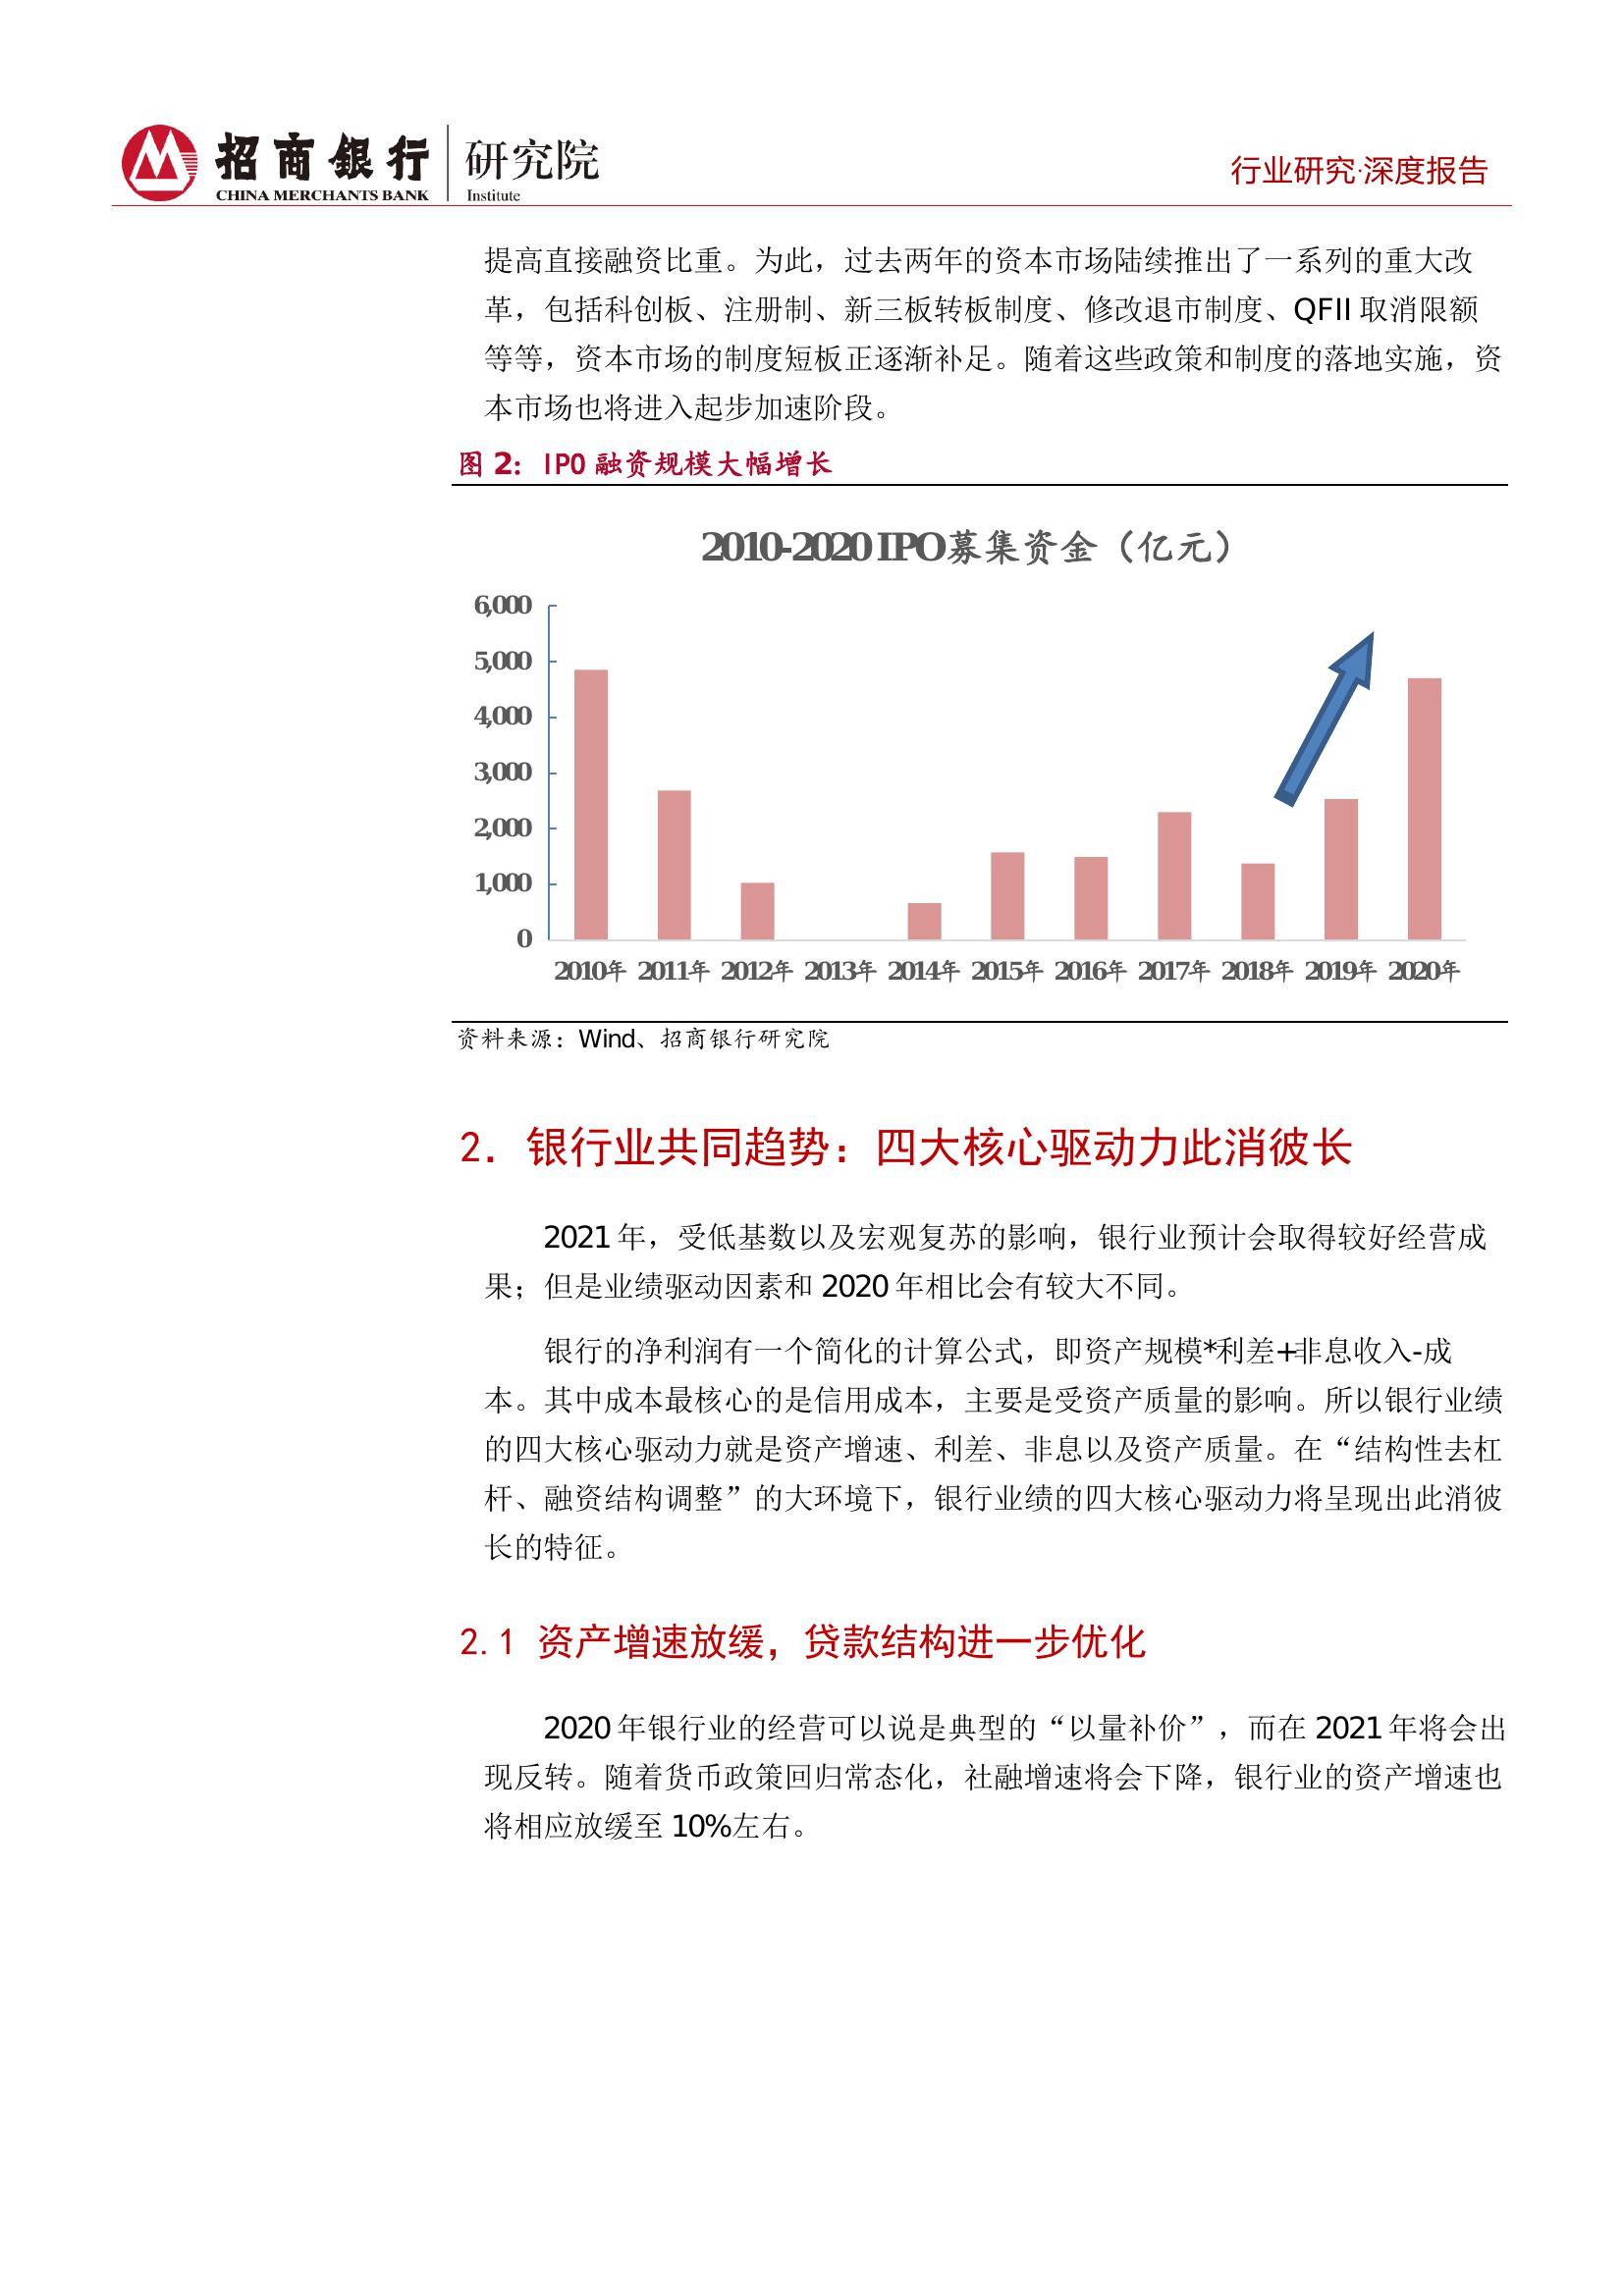 招商银行 研究院
CHINA MERCHANTS BANK Institute
行业研究·深度报告
提高直接融资比重。为此，过去两年的资本市场陆续推出了一系列的重大改
革，包括科创板、注册制、新三板转板制度、修改退市制度、QFII 取消限额
等等，资本市场的制度短板正逐渐补足。随着这些政策和制度的落地实施，资
本市场也将进入起步加速阶段。
图 2：IPO 融资规模大幅增长
2010-2020 IPO募集资金（亿元）
6,000
5,000
4,000
3,000
2,000
1,000
0
2010年 2011年 2012年 2013年 2014年 2015年 2016年 2017年 2018年 2019年 2020年
资料来源：Wind、招商银行研究院
2. 银行业共同趋势：四大核心驱动力此消彼长
2021 年，受低基数以及宏观复苏的影响，银行业预计会取得较好经营成
果；但是业绩驱动因素和 2020 年相比会有较大不同。
银行的净利润有一个简化的计算公式，即资产规模*利差+非息收入-成
本。其中成本最核心的是信用成本，主要是受资产质量的影响。所以银行业绩
的四大核心驱动力就是资产增速、利差、非息以及资产质量。在“结构性去杠
杆、融资结构调整”的大环境下，银行业绩的四大核心驱动力将呈现出此消彼
长的特征。
2.1 资产增速放缓，贷款结构进一步优化
2020 年银行业的经营可以说是典型的“以量补价”，而在 2021 年将会出
现反转。随着货币政策回归常态化，社融增速将会下降，银行业的资产增速也
将相应放缓至 10%左右。